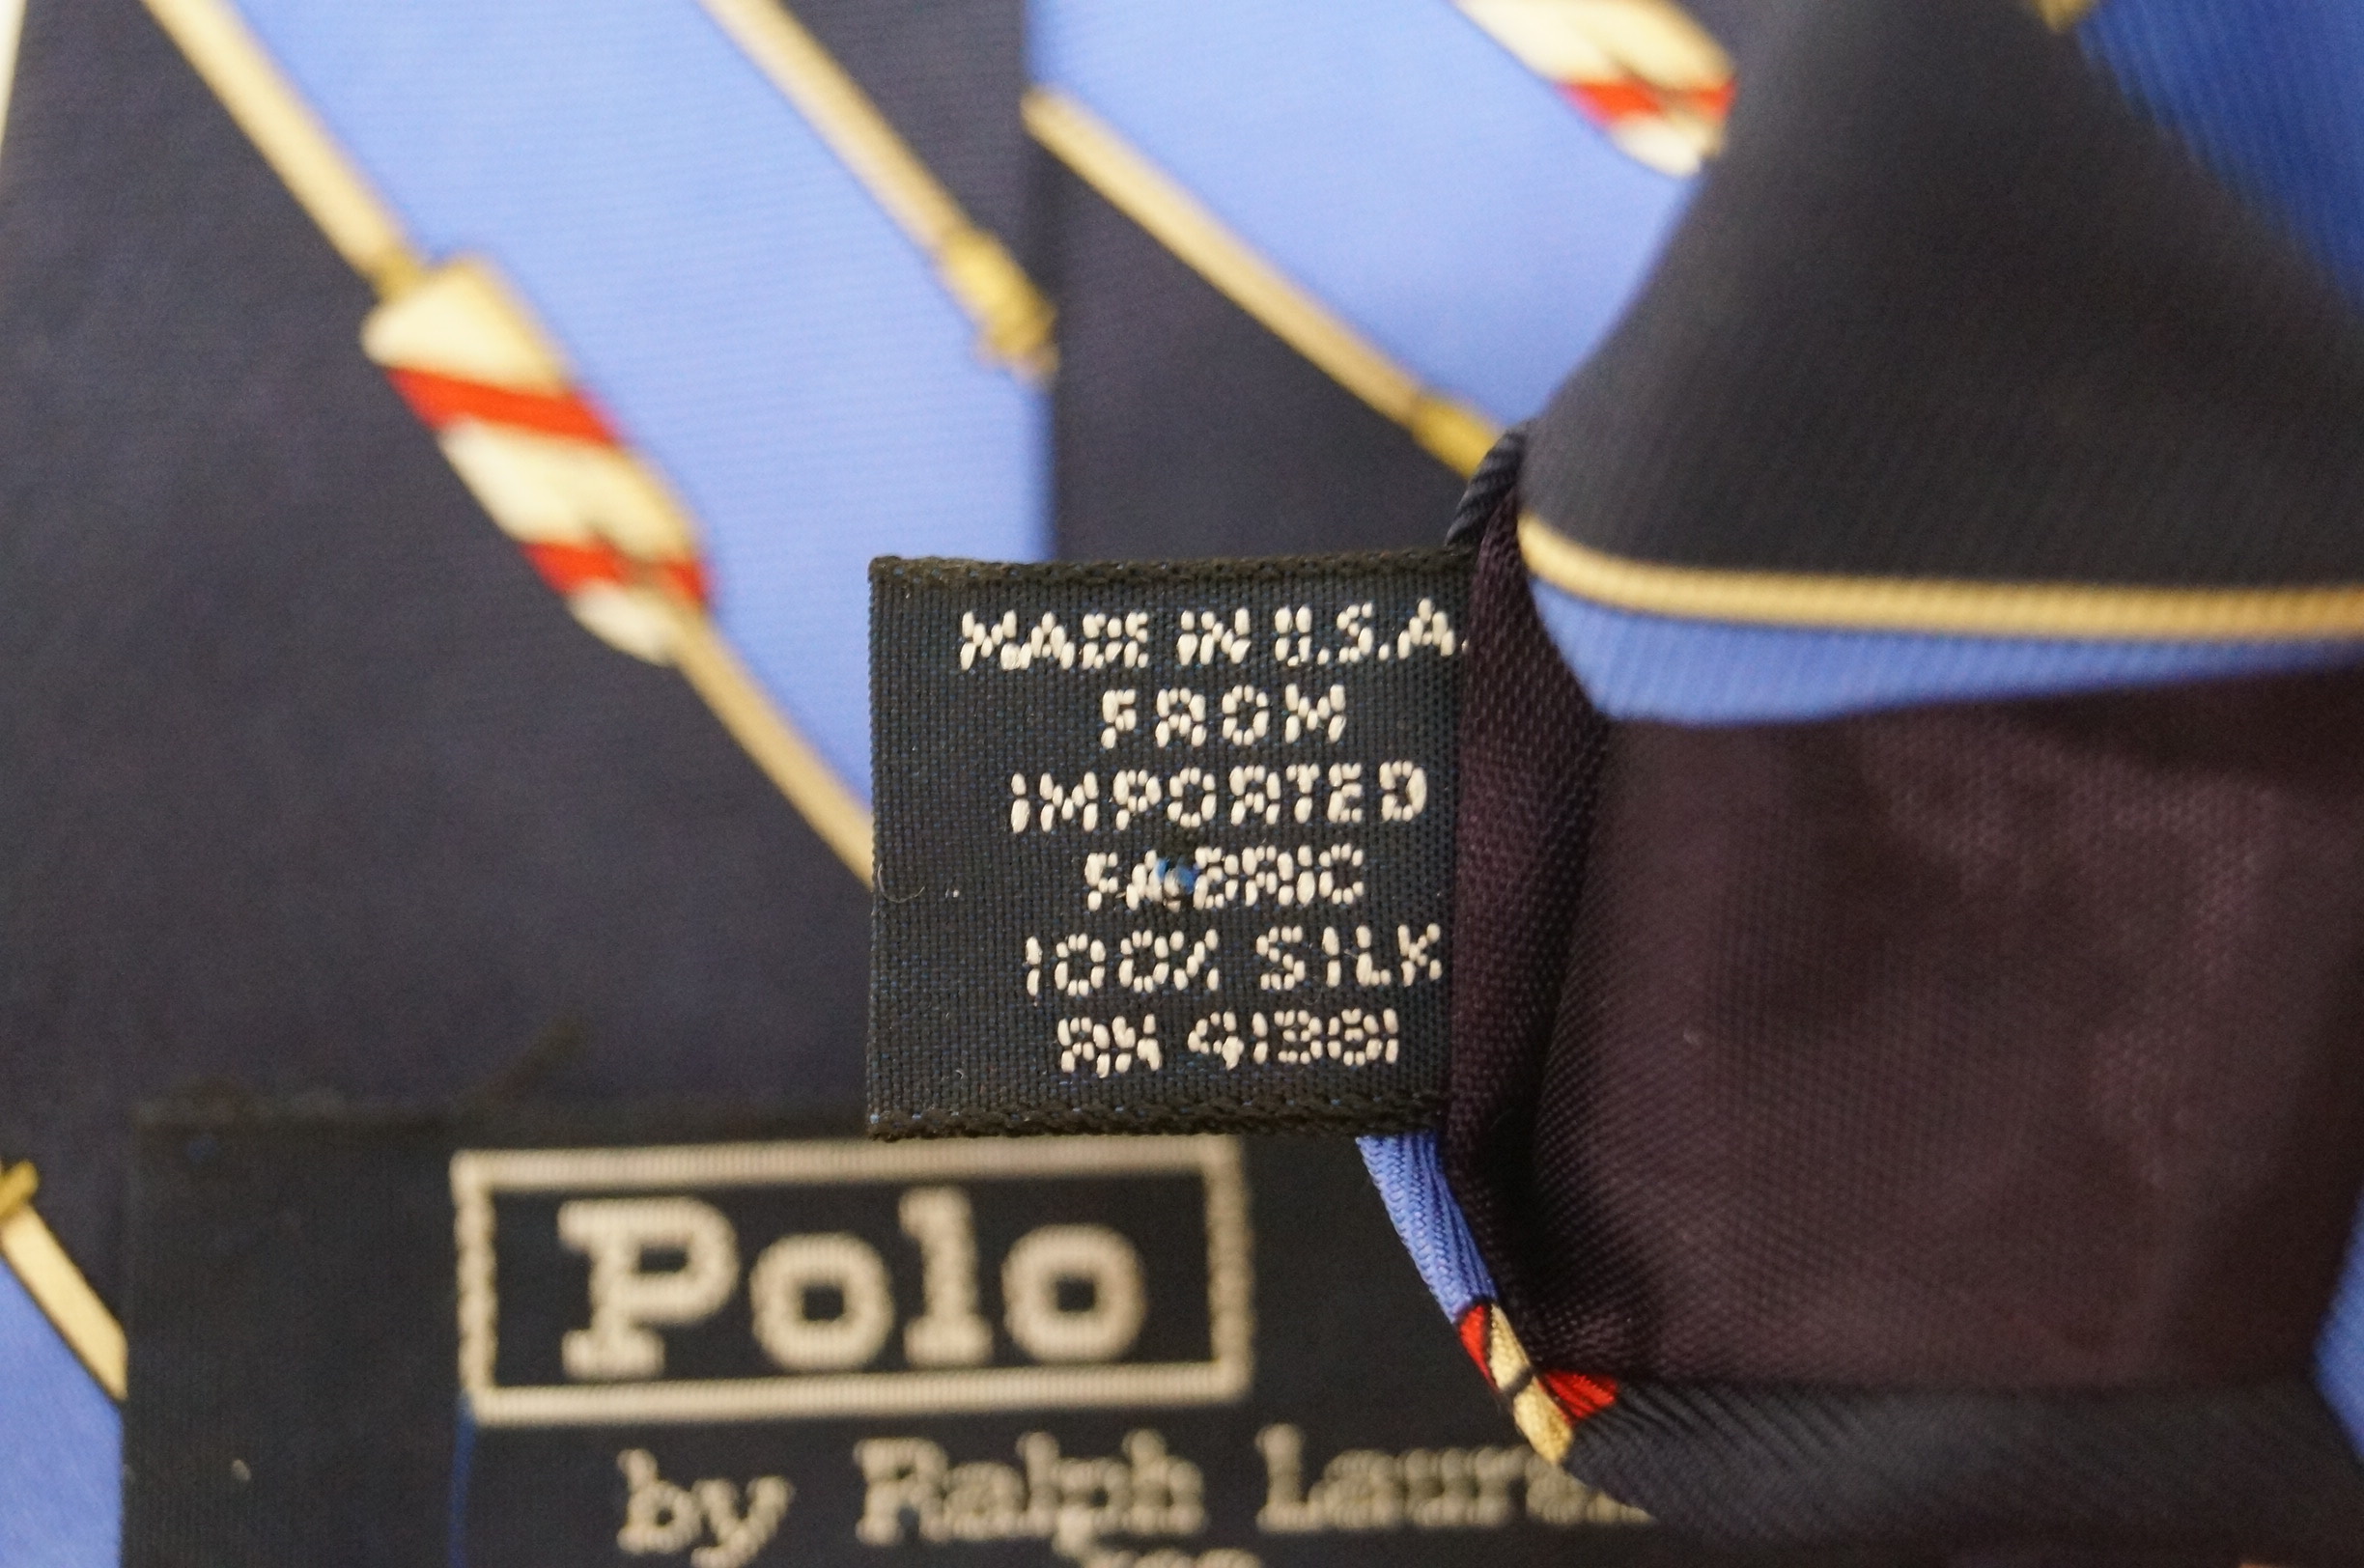 MADE IN U.S.A.
FROM
IMPORTED
FABRIC
100% SILK
RN 41381
Polo
by Ralph Lauren